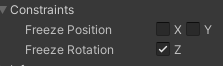 Constraints
Freeze Position X Y
Freeze Rotation Z